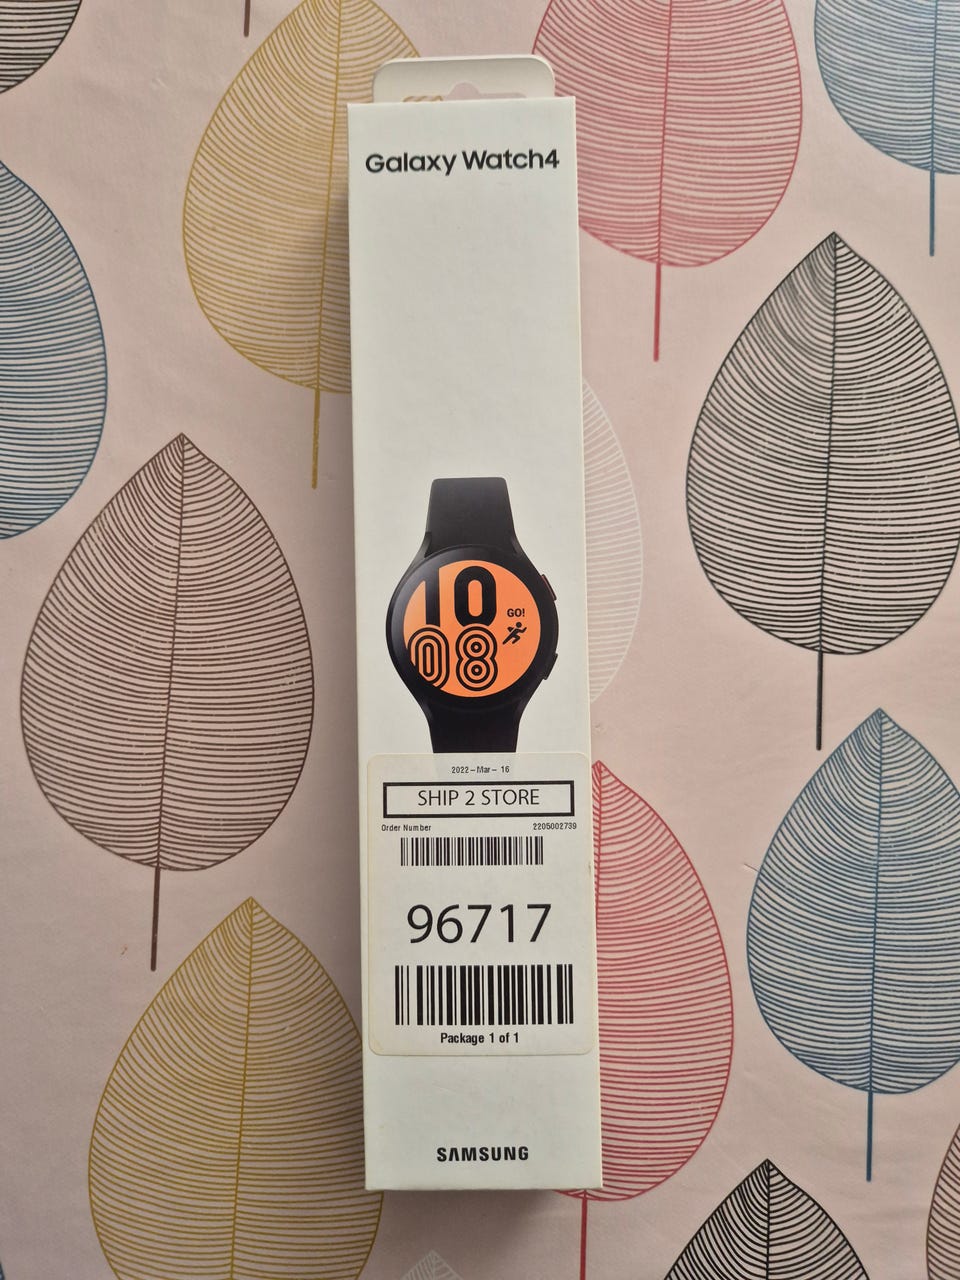 Galaxy Watch4
10
GO!
08
2022-Mar-16
SHIP 2 STORE
Order Number 2205002739
96717
Package 1 of 1
SAMSUNG